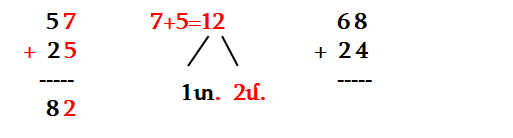 57 7+5=12 68
+ 25 + 24
----- -----
82 1տ. 2մ.